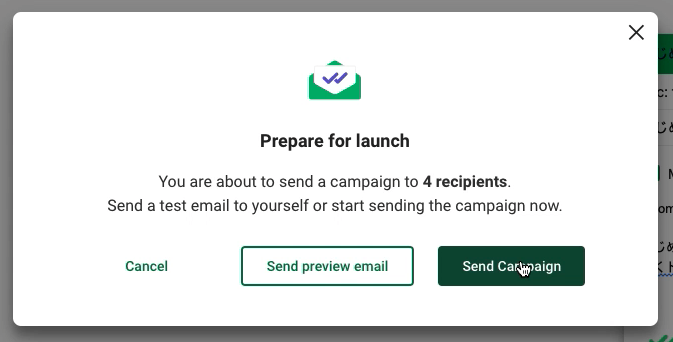 Prepare for launch
You are about to send a campaign to 4 recipients.
Send a test email to yourself or start sending the campaign now.
Cancel
Send preview email
Send Campaign